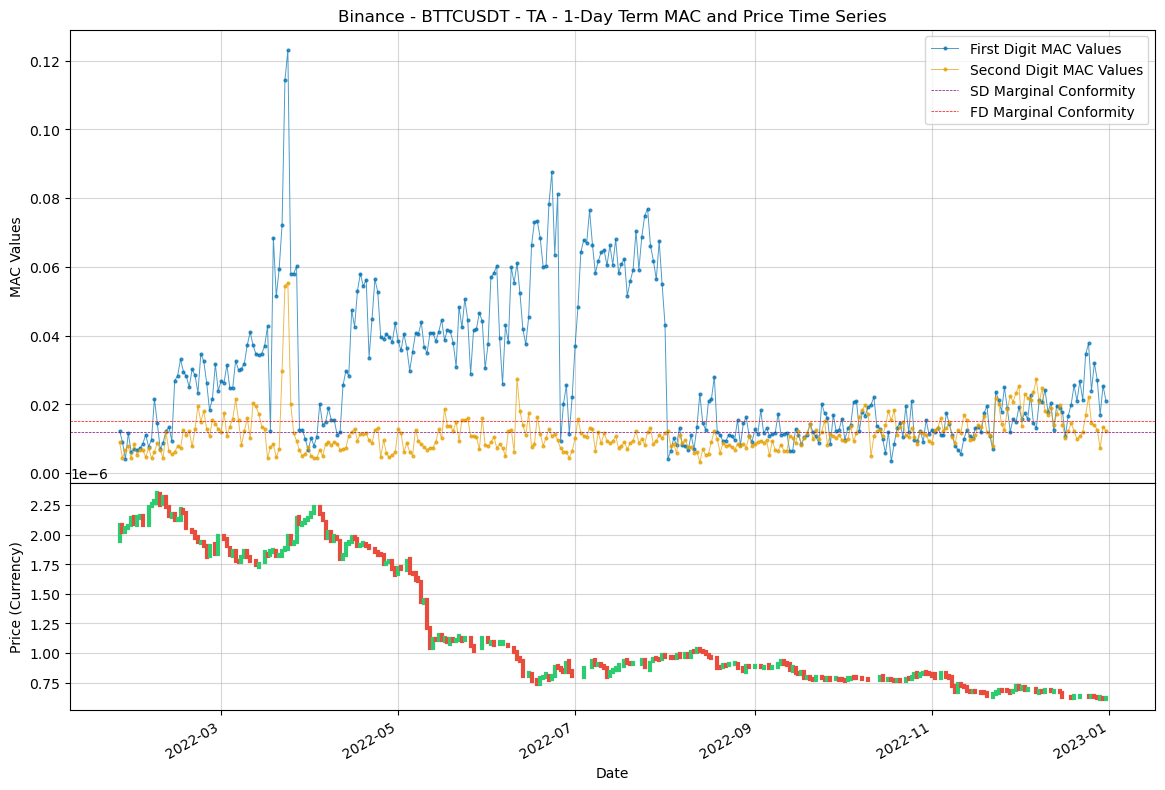 Binance - BTTCUSDT - TA - 1-Day Term MAC and Price Time Series
First Digit MAC Values
Second Digit MAC Values
SD Marginal Conformity
FD Marginal Conformity
MAC Values
0.12
0.10
0.08
0.06
0.04
0.02
0.00
1e−6
Price (Currency)
2.25
2.00
1.75
1.50
1.25
1.00
0.75
2022-03
2022-05
2022-07
2022-09
2022-11
2023-01
Date